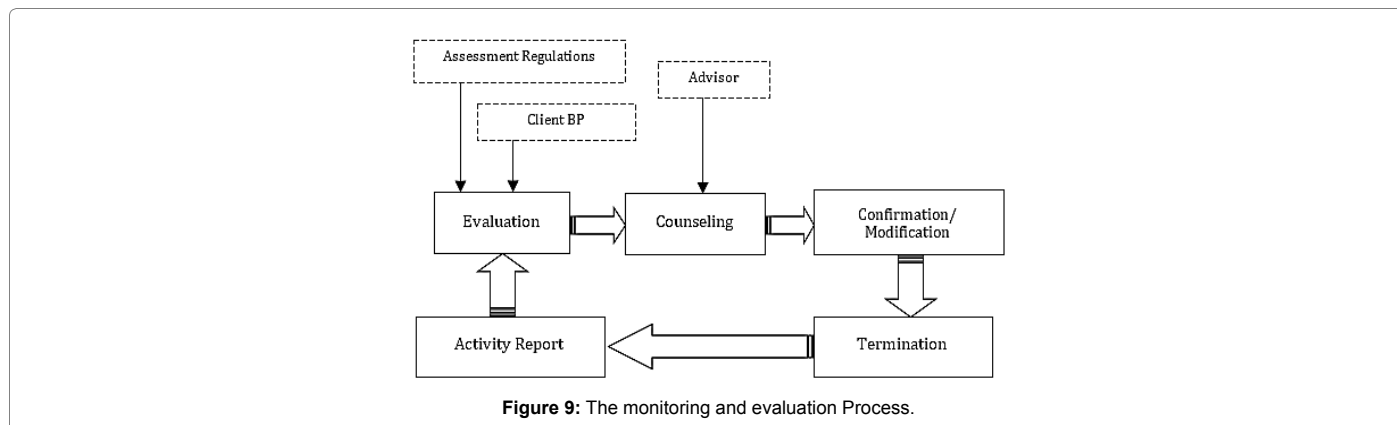 Assessment Regulations
Advisor
Client BP
Evaluation
Counseling
Confirmation/
Modification
Activity Report
Termination
Figure 9: The monitoring and evaluation Process.